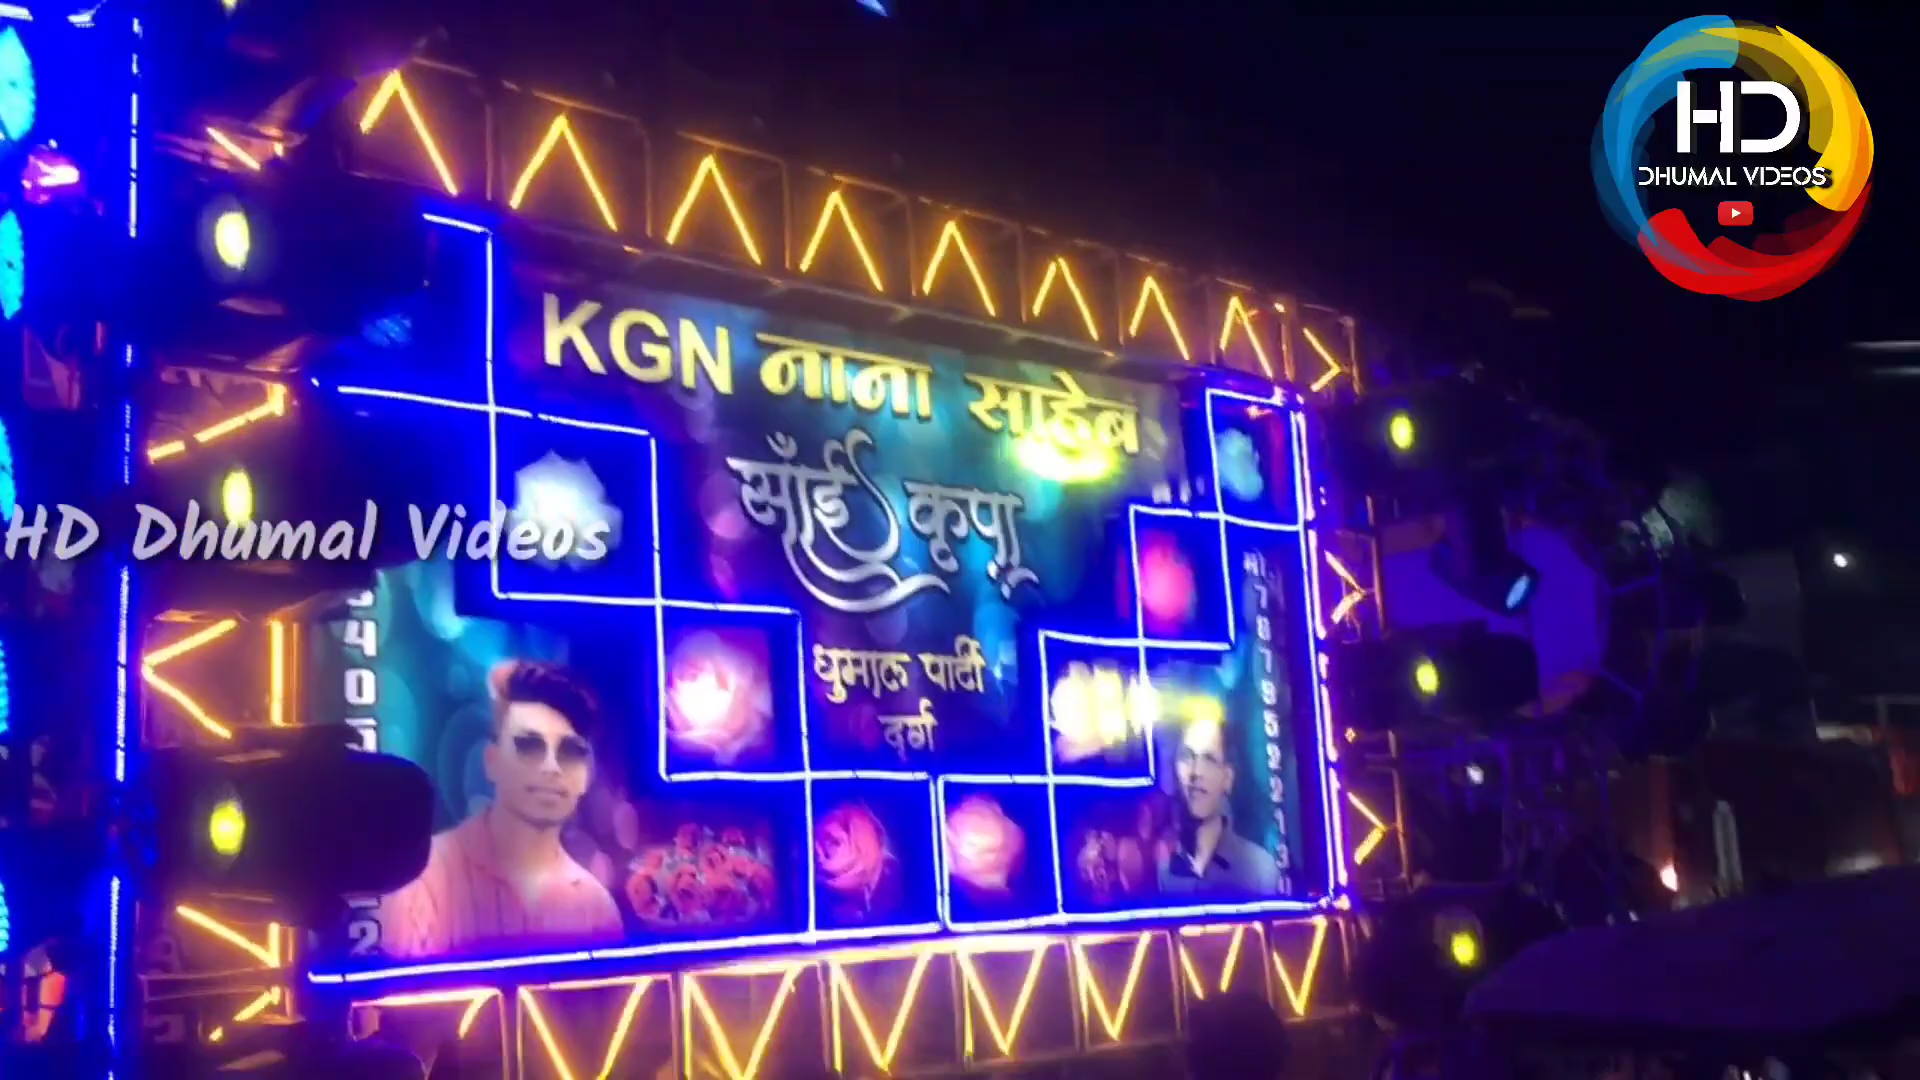 HD
DHUMAL VIDEOS
KGN नाना साहेब
साँई कृपा
HD Dhumal Videos
धुमाल पार्टी
दुर्ग